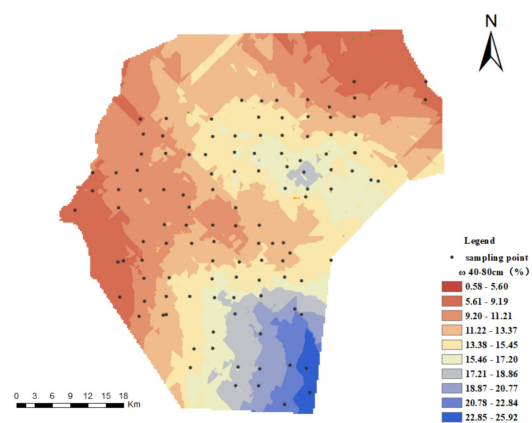 N
Legend
sampling point
ω 40-80cm (%)
0.58 - 5.60
5.61 - 9.19
9.20 - 11.21
11.22 - 13.37
13.38 - 15.45
15.46 - 17.20
17.21 - 18.86
18.87 - 20.77
20.78 - 22.84
22.85 - 25.92
0 3 6 9 12 15 18
Km